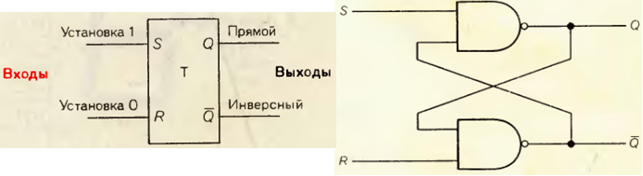 Установка 1 S Q Прямой S Q
Входы T Выходы
Установка 0 R Q̅ Инверсный R Q̅